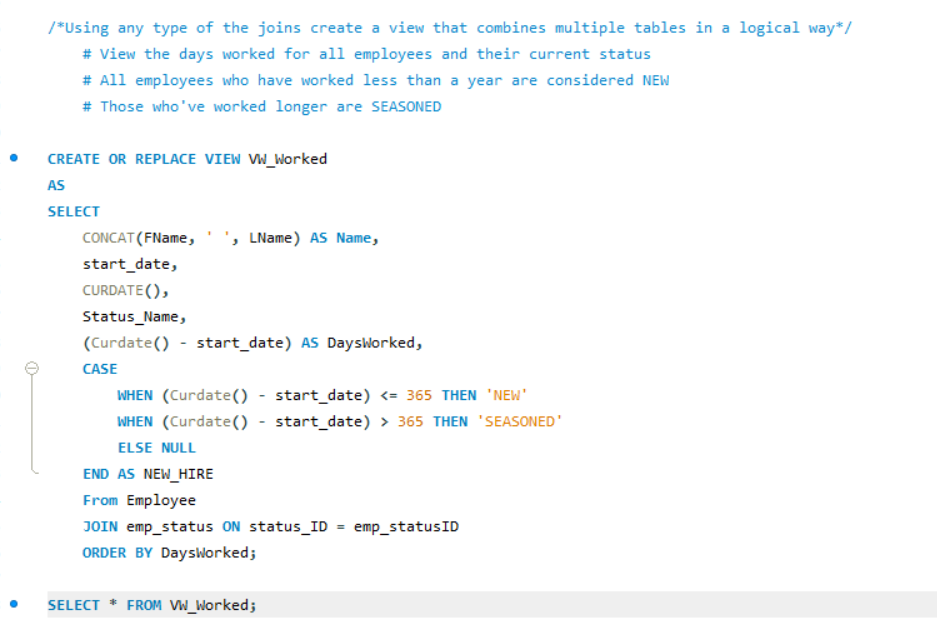 /*Using any type of the joins create a view that combines multiple tables in a logical way*/
# View the days worked for all employees and their current status
# All employees who have worked less than a year are considered NEW
# Those who've worked longer are SEASONED
CREATE OR REPLACE VIEW VW_Worked
AS
SELECT
CONCAT(FName, ' ', LName) AS Name,
start_date,
CURDATE(),
Status_Name,
(Curdate() - start_date) AS DaysWorked,
CASE
WHEN (Curdate() - start_date) <= 365 THEN 'NEW'
WHEN (Curdate() - start_date) > 365 THEN 'SEASONED'
ELSE NULL
END AS NEW_HIRE
From Employee
JOIN emp_status ON status_ID = emp_statusID
ORDER BY DaysWorked;
SELECT * FROM VW_Worked;